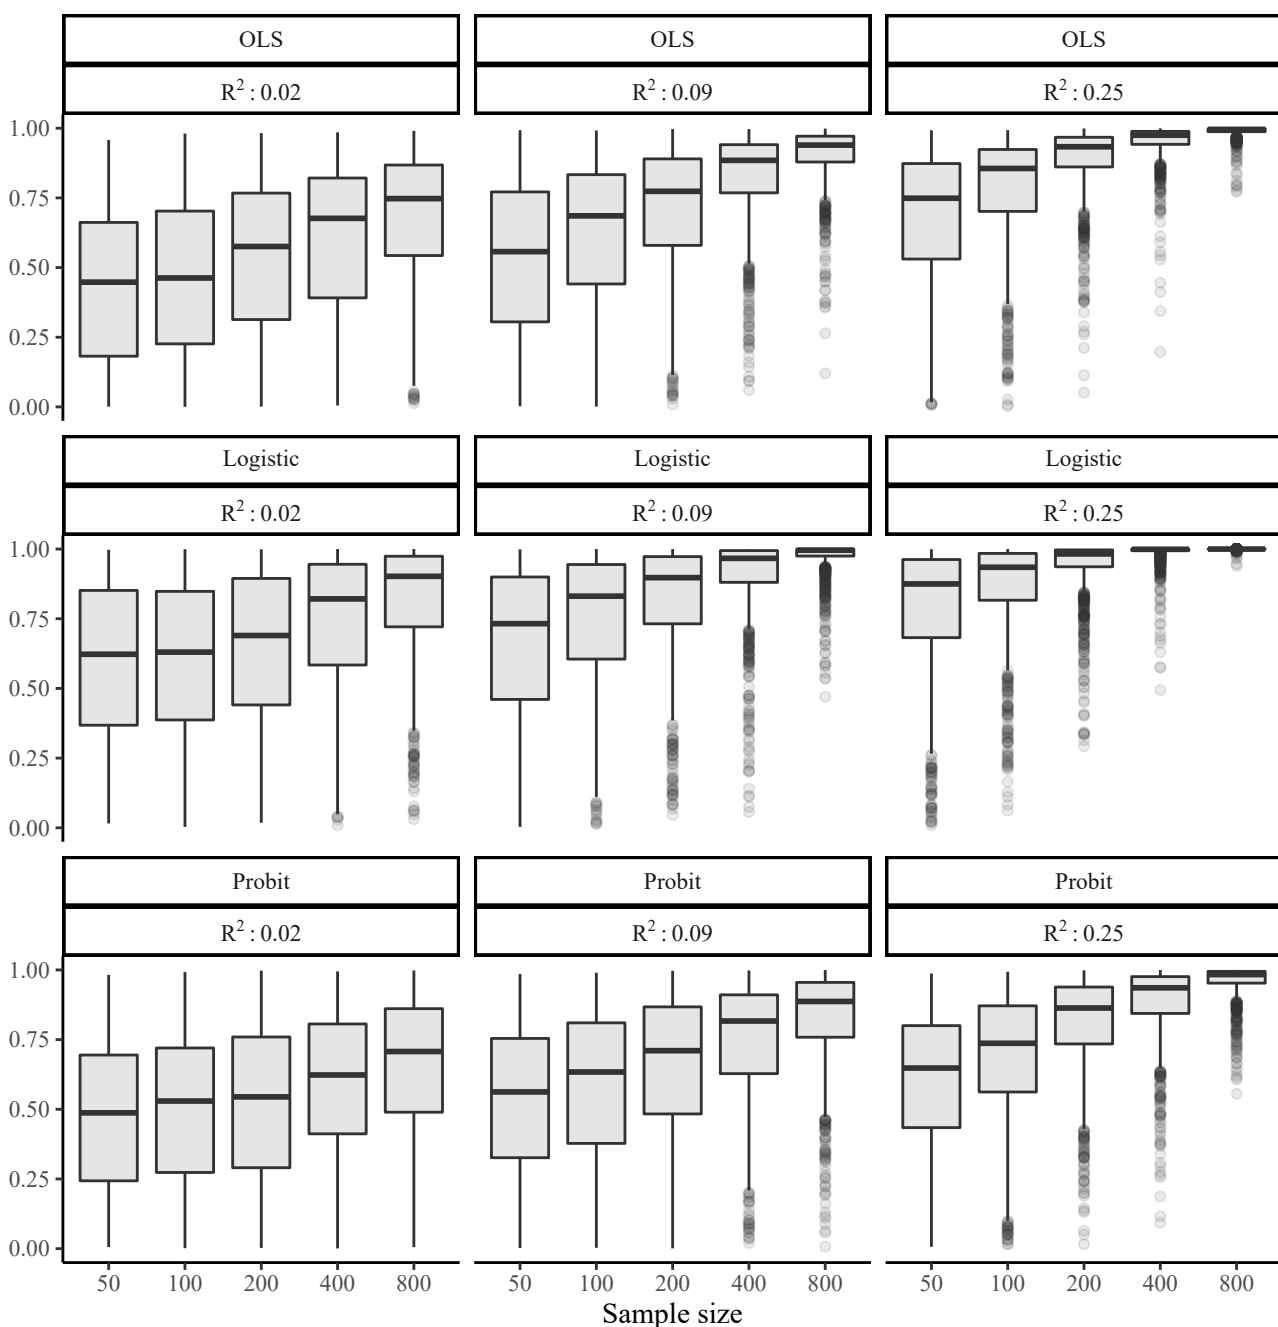 OLS OLS OLS
R² : 0.02 R² : 0.09 R² : 0.25
1.00
0.75
0.50
0.25
0.00
Logistic Logistic Logistic
R² : 0.02 R² : 0.09 R² : 0.25
1.00
0.75
0.50
0.25
0.00
Probit Probit Probit
R² : 0.02 R² : 0.09 R² : 0.25
1.00
0.75
0.50
0.25
0.00
50 100 200 400 800 50 100 200 400 800 50 100 200 400 800
Sample size